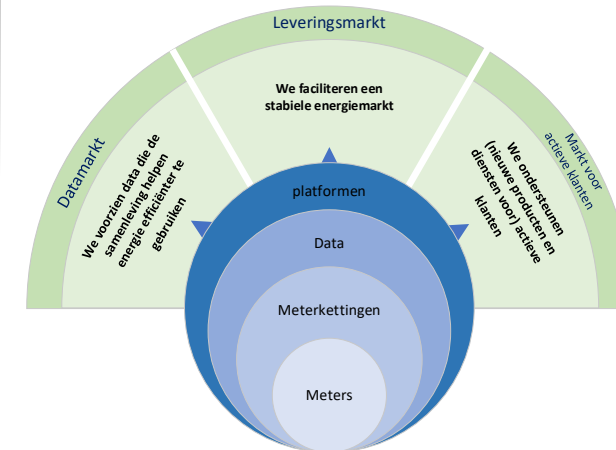 Leveringsmarkt
We faciliteren een
stabiele energiemarkt
Datamarkt
We voorzien data die de
samenleving helpen
energie efficiënter te
gebruiken
Markt voor
actieve klanten
We ondersteunen
(nieuwe producten en
diensten voor) actieve
klanten
platformen
Data
Meterkettingen
Meters